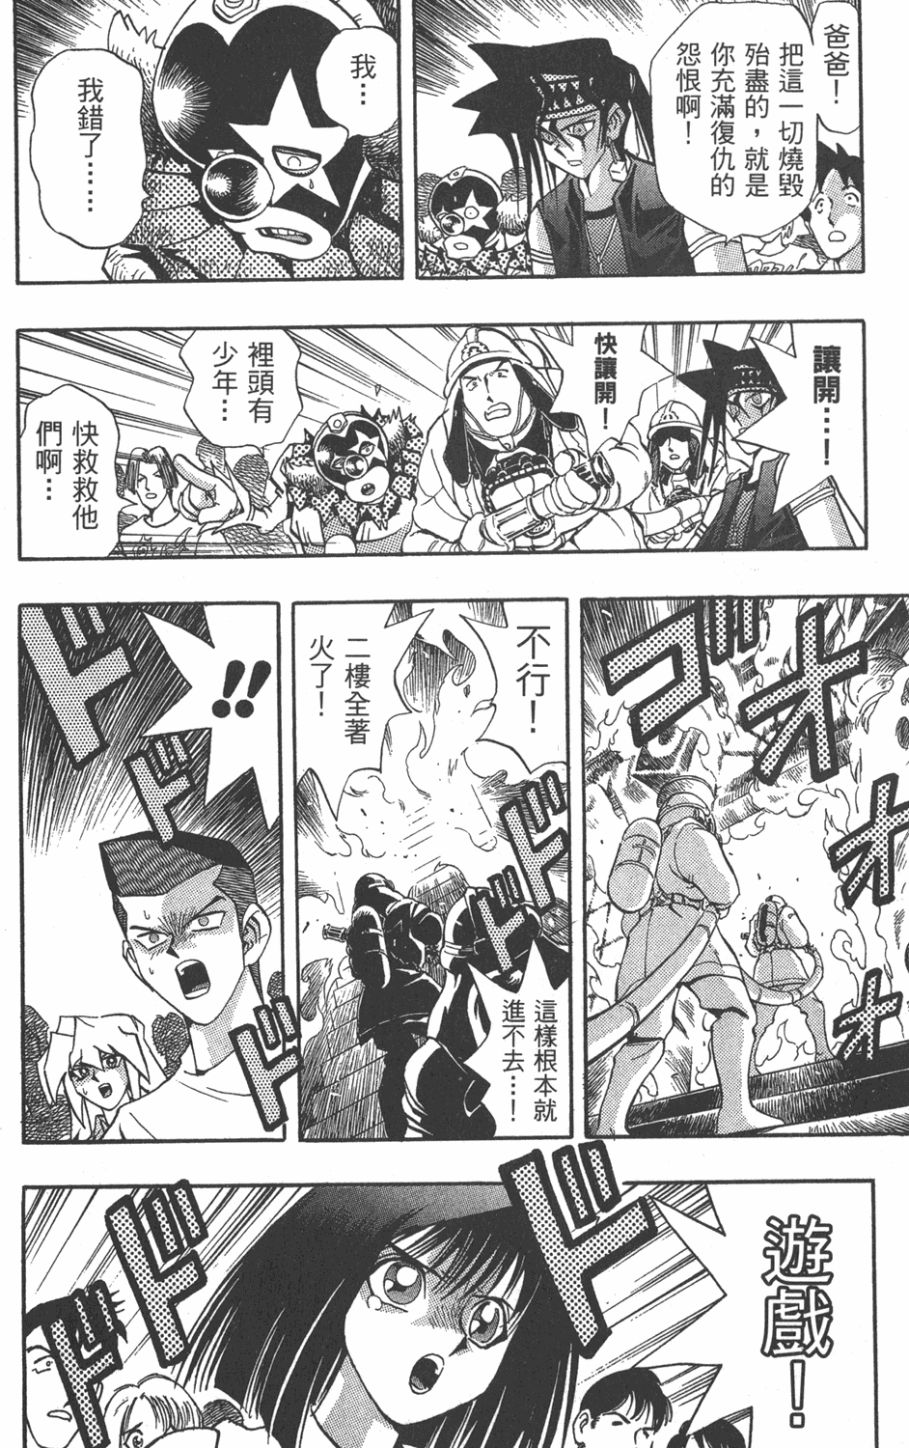 爸爸！
把這一切燒毀
殆盡的，就是
你充滿復仇的
怨恨啊！
我…
我錯了……
讓開…！
快讓開！
裡頭有
少年…
快救救他
們啊…
ゴオオオ
不行！
二樓全著
火了！
這樣根本就
進不去…！
ドド
!!
ドドド
遊戲！
ドドドド